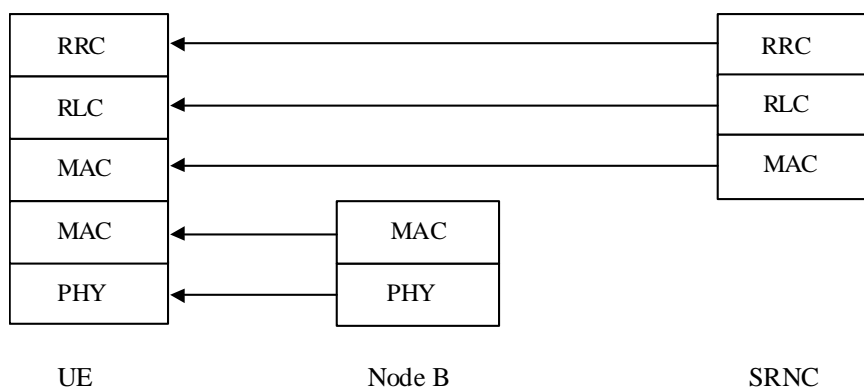 RRC RRC
RLC RLC
MAC MAC
MAC MAC
PHY PHY
UE Node B SRNC